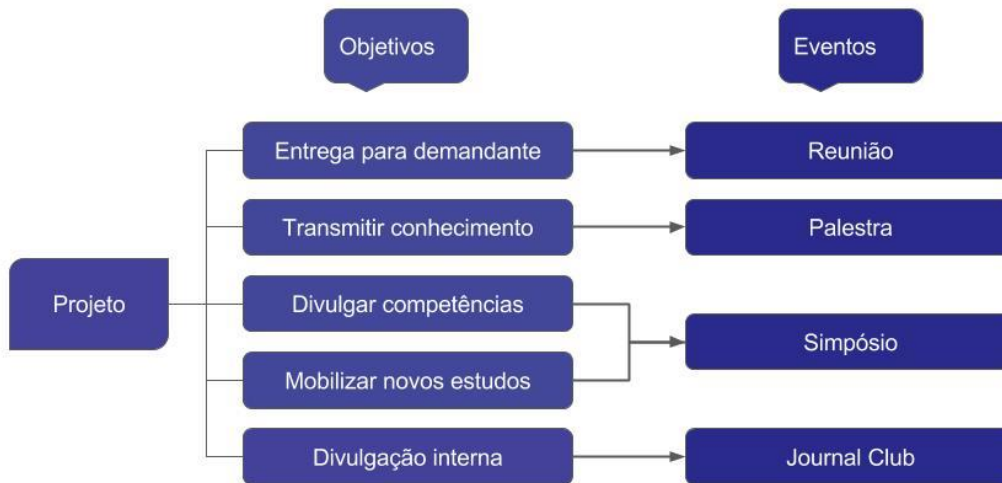 Objetivos
Eventos
Entrega para demandante
Reunião
Transmitir conhecimento
Palestra
Projeto
Divulgar competências
Simpósio
Mobilizar novos estudos
Divulgação interna
Journal Club